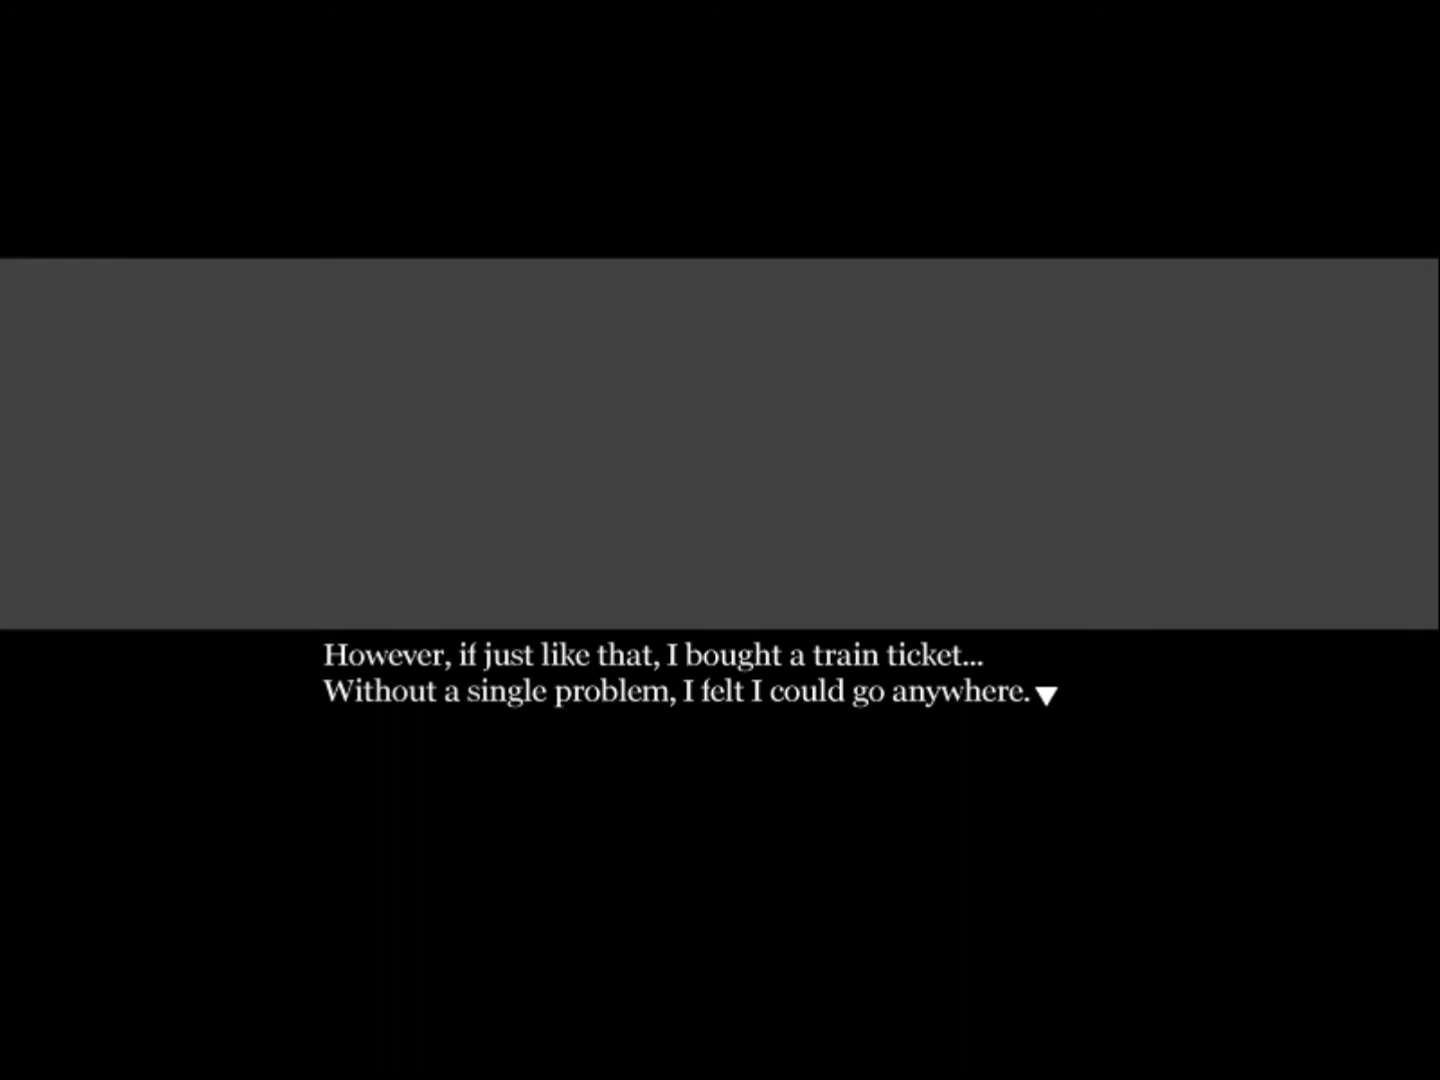 However, if just like that, I bought a train ticket...
Without a single problem, I felt I could go anywhere.